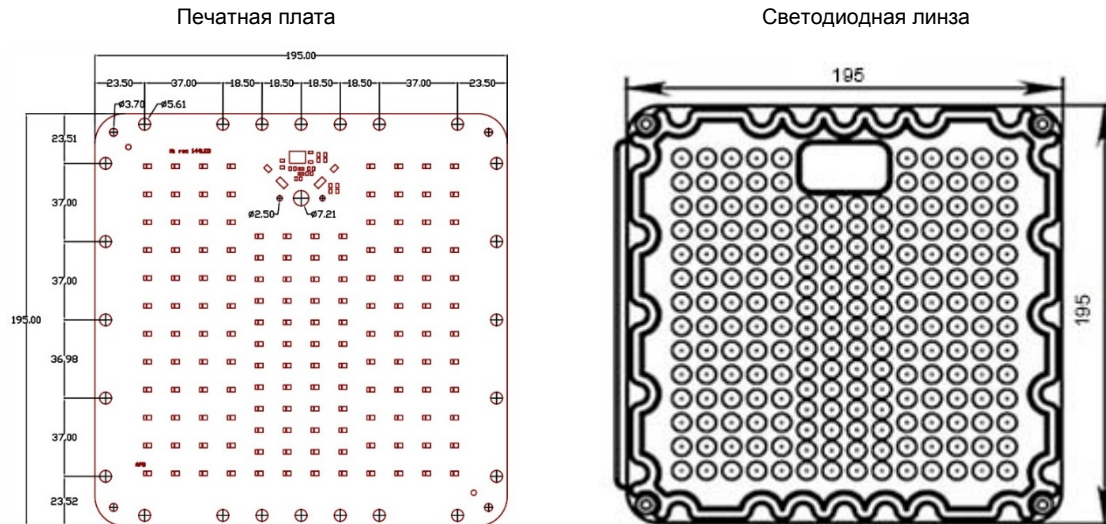 Печатная плата
Светодиодная линза
195.00
23.50 37.00 18.50 18.50 18.50 18.50 37.00 23.50
ø3.70
ø5.61
23.51
37,00
37,00
195.00
36,98
37,00
23.52
ø2.50
ø7.21
195
195